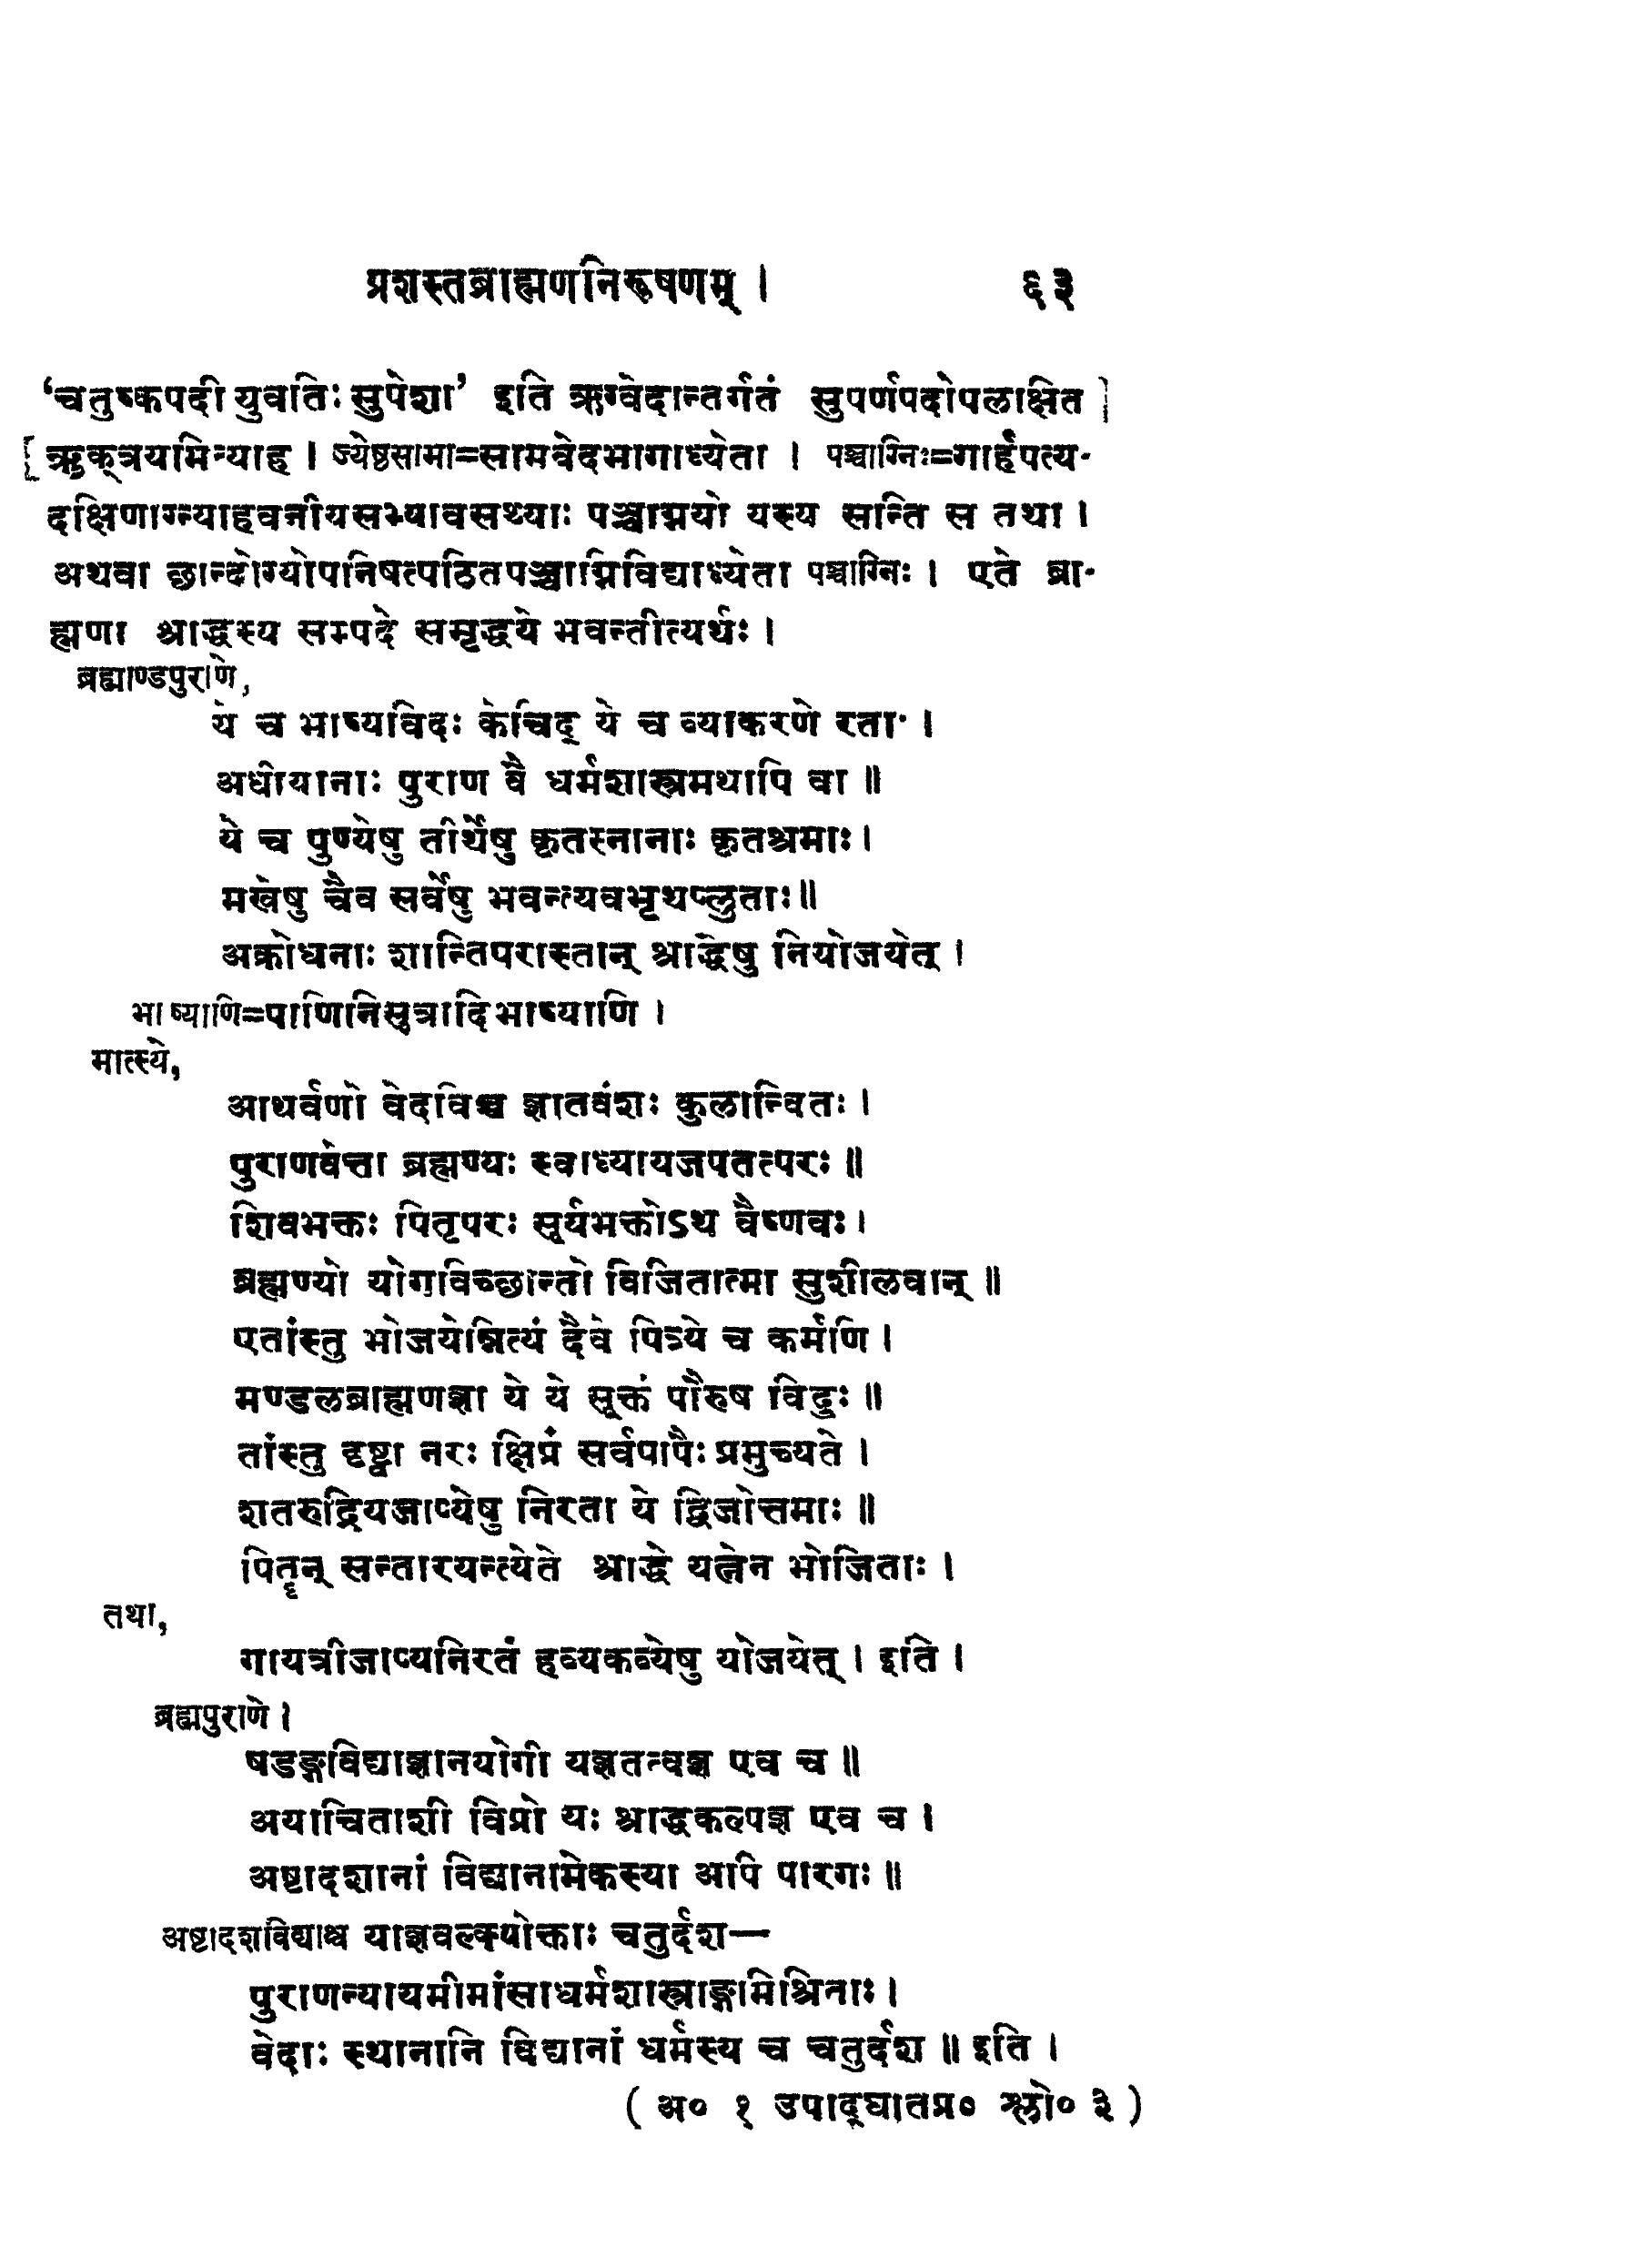 प्रशस्तब्राह्मणनिरूषणम् । ६३
‘चतुष्कपदी युवतिः सुपेशा’ इति ऋग्वेदान्तर्गतं सुपर्णपदोपलाक्षित ]
[ ऋक्त्रयमित्याह । ज्येष्ठसामा=सामवेदभागाध्येता । पञ्चाग्निः=गार्हपत्य-
दक्षिणाग्न्याहवनीयसभ्यावसथ्याः पञ्चाग्नयो यस्य सन्ति स तथा ।
अथवा छान्दोग्योपनिषत्पठितपञ्चाग्निविद्याध्येता पञ्चाग्निः । एते ब्रा-
ह्मणा श्राद्धस्य सम्पदे समृद्धये भवन्तीत्यर्थः ।
ब्रह्माण्डपुराणे,
ये च भाष्यविदः केचिद् ये च व्याकरणे रताः ।
अधीयानाः पुराण वै धर्मशास्त्रमथापि वा ॥
ये च पुण्येषु तीर्थेषु कृतस्नानाः कृतश्रमाः ।
मखेषु चैव सर्वेषु भवन्त्यवभृथप्लुताः ॥
अक्रोधनाः शान्तिपरास्तान् श्राद्धेषु नियोजयेत् ।
भाष्याणि=पाणिनिसूत्रादिभाष्याणि ।
मात्स्ये,
आथर्वणो वेदविच्च ज्ञातवंशः कुलान्वितः ।
पुराणवेत्ता ब्रह्मण्यः स्वाध्यायजपतत्परः ॥
शिवभक्तः पितृपरः सूर्यभक्तोऽथ वैष्णवः ।
ब्रह्मण्यो योगविच्छान्तो विजितात्मा सुशीलवान् ॥
एतांस्तु भोजयेन्नित्यं दैवे पित्र्ये च कर्मणि ।
मण्डलब्राह्मणज्ञा ये ये सूक्तं पौरुष विदुः ॥
तांस्तु दृष्ट्वा नरः क्षिप्रं सर्वपापैः प्रमुच्यते ।
शतरुद्रियजाप्येषु निरता ये द्विजोत्तमाः ॥
पितॄन् सन्तारयन्त्येते श्राद्धे यत्नेन भोजिताः ।
तथा,
गायत्रीजाप्यनिरतं हव्यकव्येषु योजयेत् । इति ।
ब्रह्मपुराणे ।
षडङ्गविद्याज्ञानयोगी यज्ञतत्वज्ञ एव च ॥
अयाचिताशी विप्रो यः श्राद्धकल्पज्ञ एव च ।
अष्टादशानां विद्यानामेकस्या अपि पारगः ॥
अष्टादशविद्याश्च याज्ञवल्क्योक्ताः चतुर्दश—
पुराणन्यायमीमांसाधर्मशास्त्राङ्गमिश्रिताः ।
वेदाः स्थानानि विद्यानां धर्मस्य च चतुर्दश ॥ इति ।
( अ० १ उपाद्घातप्र० श्लो० ३ )